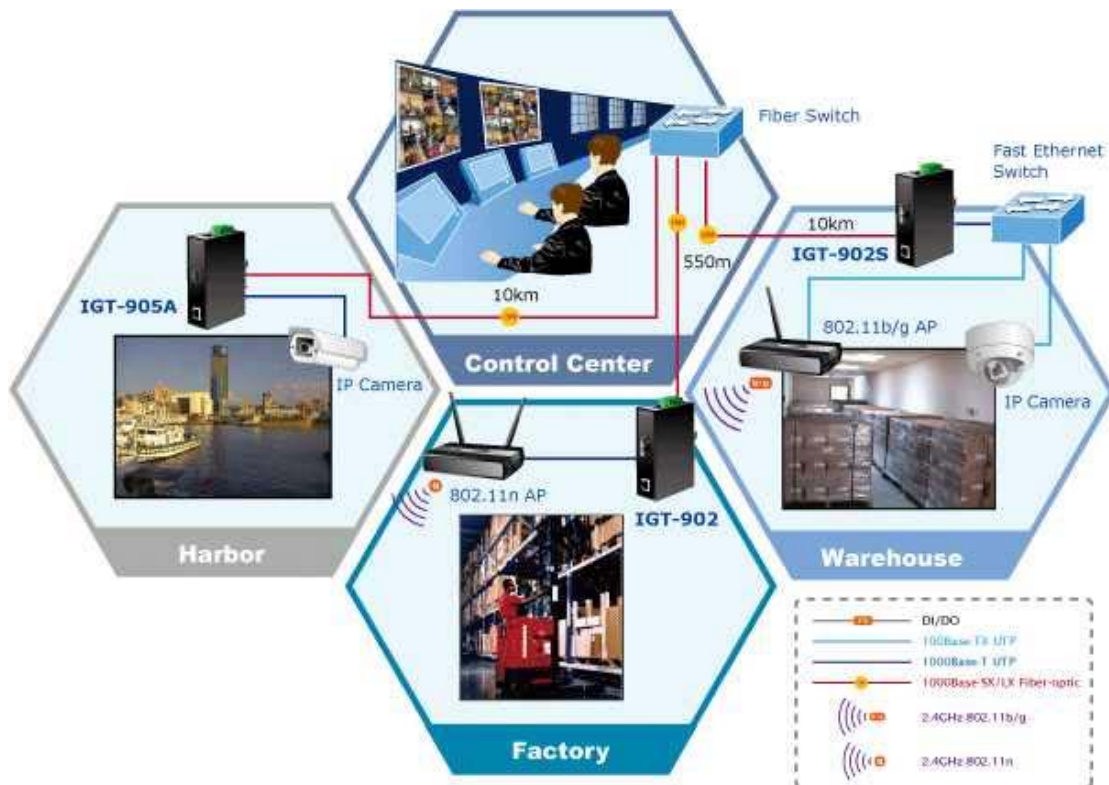 Fiber Switch
Fast Ethernet
Switch
10km
IGT-902S
550m
IGT-905A
10km
802.11b/g AP
Control Center
IP Camera
IP Camera
802.11n AP
IGT-902
Harbor
Warehouse
Factory
DI/DO
100Base TX UTP
1000Base T UTP
1000Base SX/LX Fiber-optic
2.4GHz 802.11b/g
2.4GHz 802.11n